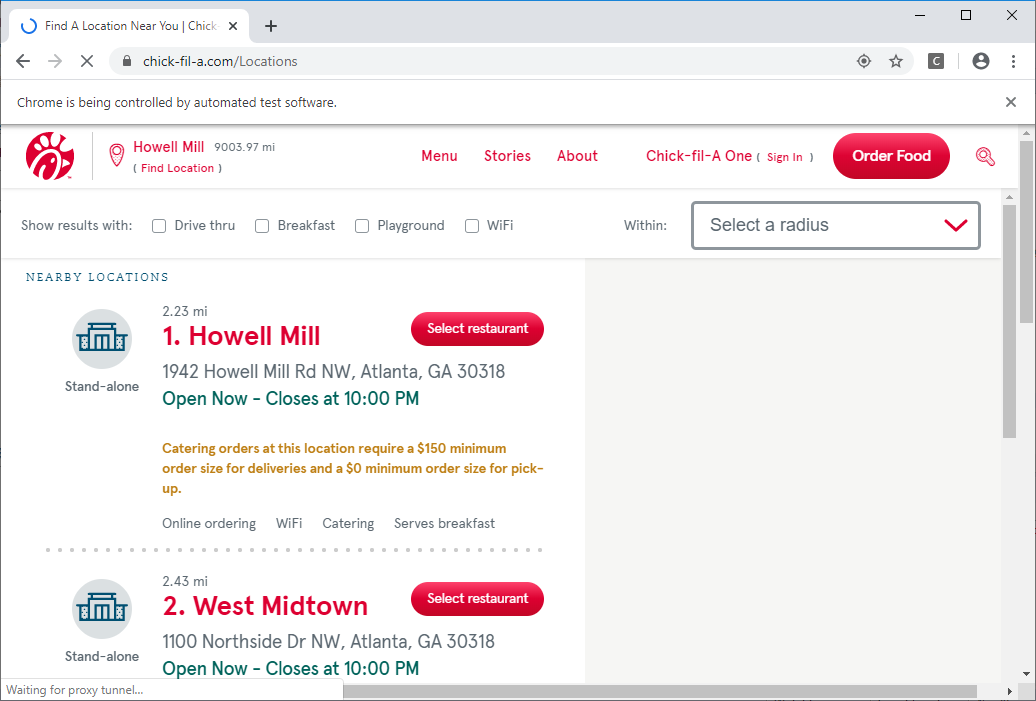 Find A Location Near You | Chick-
chick-fil-a.com/Locations
C
Chrome is being controlled by automated test software.
Howell Mill 9003.97 mi
( Find Location )
Menu Stories About Chick-fil-A One ( Sign In ) Order Food
Show results with: Drive thru Breakfast Playground WiFi Within: Select a radius
NEARBY LOCATIONS
2.23 mi
1. Howell Mill Select restaurant
1942 Howell Mill Rd NW, Atlanta, GA 30318
Stand-alone
Open Now - Closes at 10:00 PM
Catering orders at this location require a $150 minimum
order size for deliveries and a $0 minimum order size for pick-
up.
Online ordering WiFi Catering Serves breakfast
2.43 mi
2. West Midtown Select restaurant
1100 Northside Dr NW, Atlanta, GA 30318
Stand-alone
Open Now - Closes at 10:00 PM
Waiting for proxy tunnel...